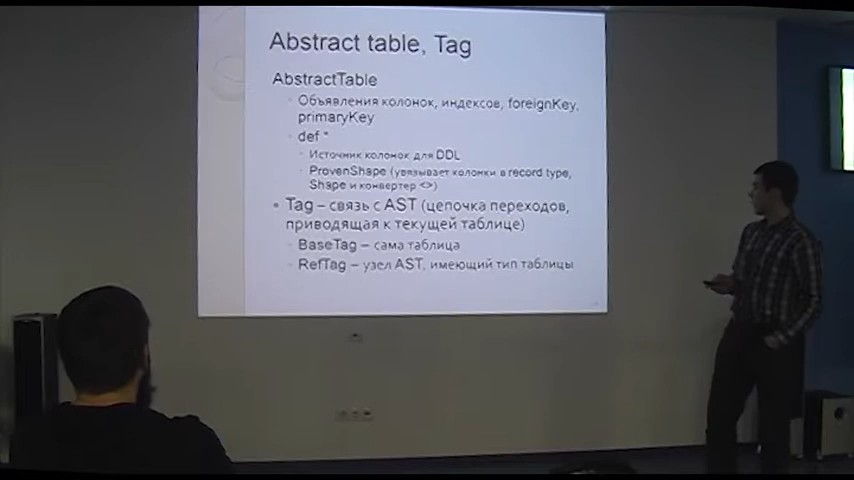 Abstract table, Tag
AbstractTable
Объявления колонок, индексов, foreignKey,
primaryKey
def *
Источник колонок для DDL
ProvenShape (увязывает колонки в record type,
Shape и конвертер <>)
Tag – связь с AST (цепочка переходов,
приводящая к текущей таблице)
BaseTag – сама таблица
RefTag – узел AST, имеющий тип таблицы